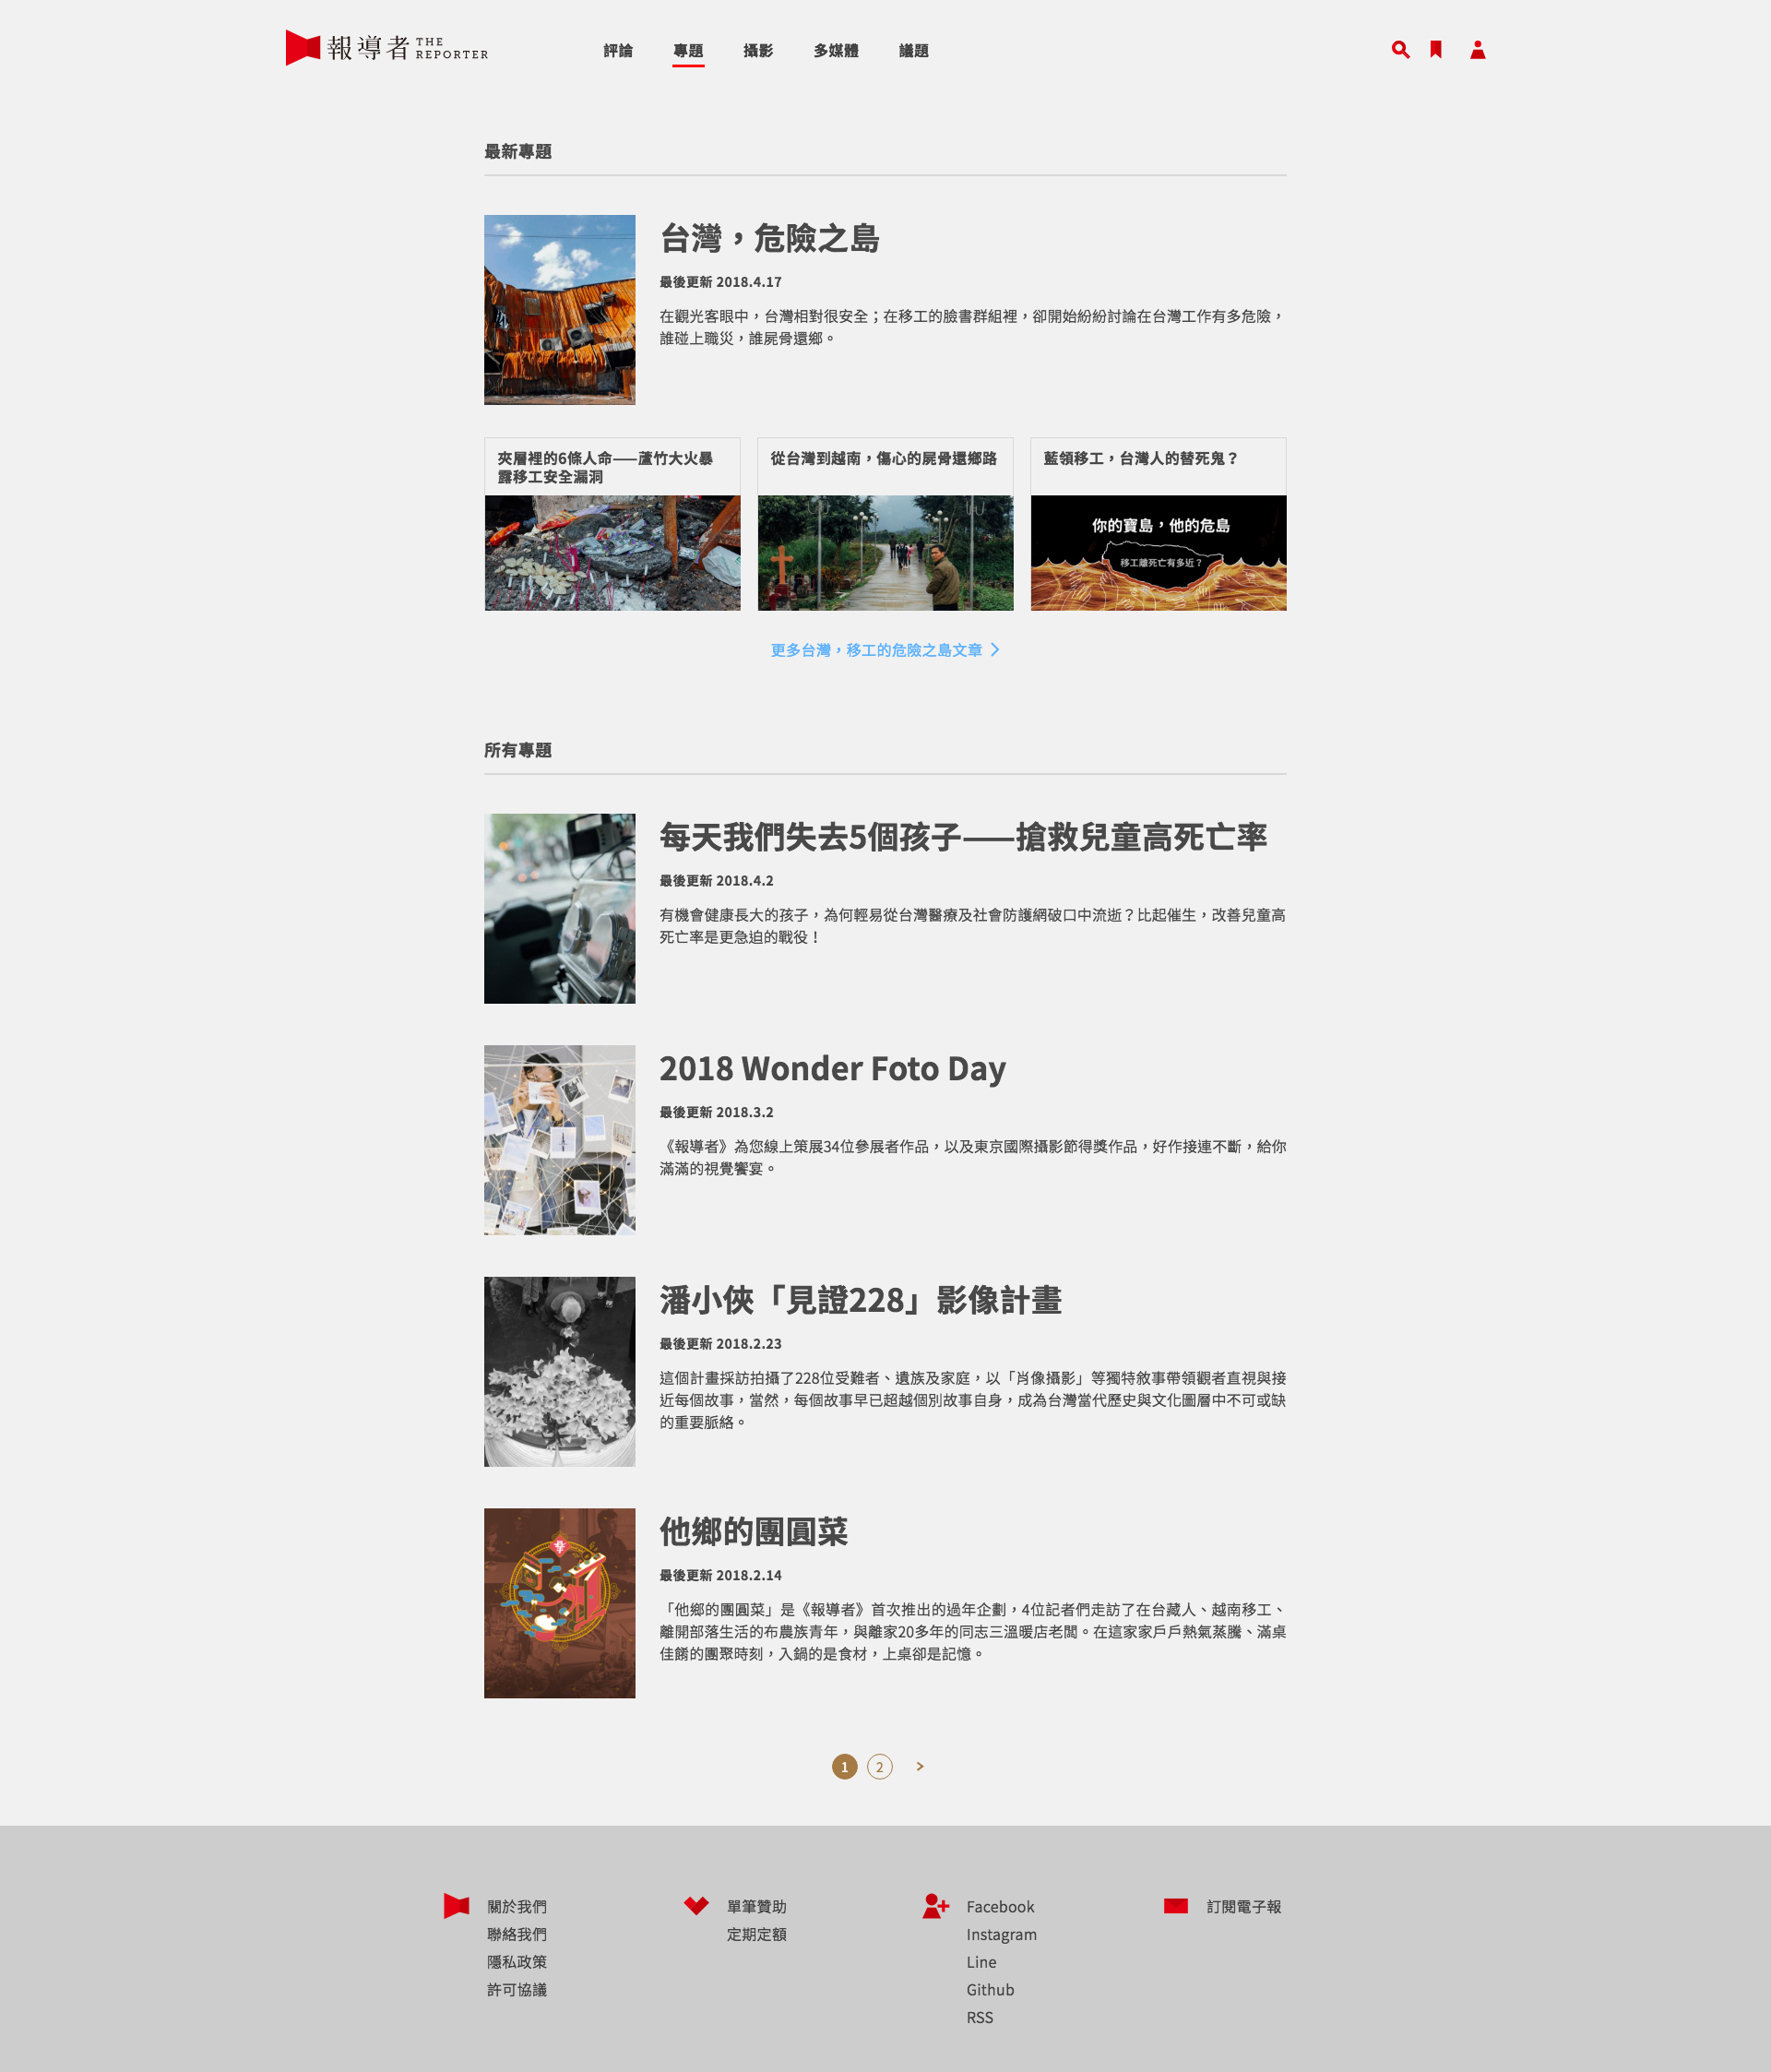 報導者 THE REPORTER
評論
專題
攝影
多媒體
議題
最新專題
台灣，危險之島
最後更新 2018.4.17
在觀光客眼中，台灣相對很安全；在移工的臉書群組裡，卻開始紛紛討論在台灣工作有多危險，
誰碰上職災，誰屍骨還鄉。
夾層裡的6條人命——蘆竹大火暴
露移工安全漏洞
從台灣到越南，傷心的屍骨還鄉路
藍領移工，台灣人的替死鬼？
你的寶島，他的危島
移工離死亡有多近？
更多台灣，移工的危險之島文章
所有專題
每天我們失去5個孩子——搶救兒童高死亡率
最後更新 2018.4.2
有機會健康長大的孩子，為何輕易從台灣醫療及社會防護網破口中流逝？比起催生，改善兒童高
死亡率是更急迫的戰役！
2018 Wonder Foto Day
最後更新 2018.3.2
《報導者》為您線上策展34位參展者作品，以及東京國際攝影節得獎作品，好作接連不斷，給你
滿滿的視覺饗宴。
潘小俠「見證228」影像計畫
最後更新 2018.2.23
這個計畫採訪拍攝了228位受難者、遺族及家庭，以「肖像攝影」等獨特敘事帶領觀者直視與接
近每個故事，當然，每個故事早已超越個別故事自身，成為台灣當代歷史與文化圖層中不可或缺
的重要脈絡。
他鄉的團圓菜
最後更新 2018.2.14
「他鄉的團圓菜」是《報導者》首次推出的過年企劃，4位記者們走訪了在台藏人、越南移工、
離開部落生活的布農族青年，與離家20多年的同志三溫暖店老闆。在這家家戶戶熱氣蒸騰、滿桌
佳餚的團聚時刻，入鍋的是食材，上桌卻是記憶。
1 2 >
關於我們
聯絡我們
隱私政策
許可協議
單筆贊助
定期定額
Facebook
Instagram
Line
Github
RSS
訂閱電子報